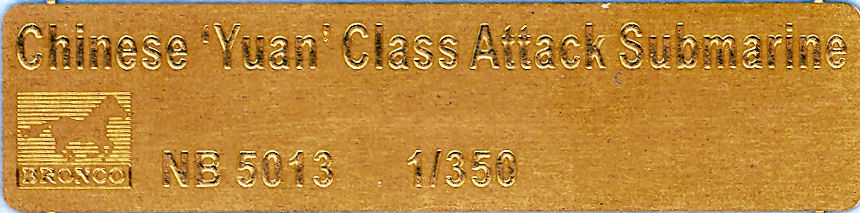 Chinese ‘Yuan’ Class Attack Submarine
BRONCO NB 5013 1/350